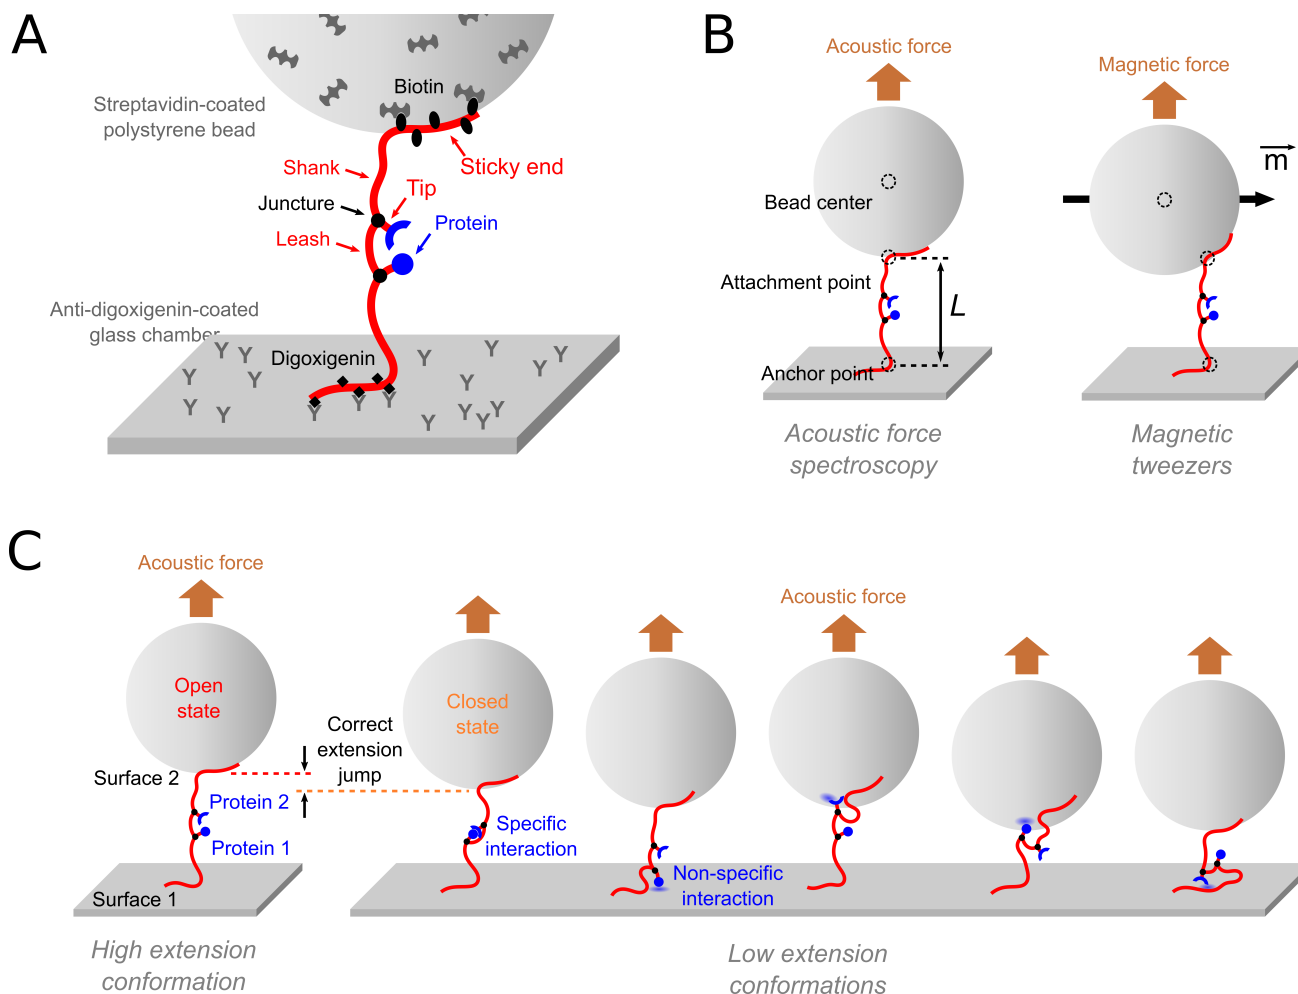 A
Biotin
Streptavidin-coated
polystyrene bead
Shank
Sticky end
Tip
Juncture
Protein
Leash
Anti-digoxigenin-coated
glass chamber
Digoxigenin
Y Y Y Y Y Y Y Y Y Y Y Y Y Y Y
B
Acoustic force
Magnetic force
m
Bead center
Attachment point
L
Anchor point
Acoustic force
spectroscopy
Magnetic
tweezers
C
Acoustic force
Acoustic force
Open
state
Closed
state
Correct
extension
jump
Surface 2
Protein 2
Protein 1
Specific
interaction
Non-specific
interaction
Surface 1
High extension
conformation
Low extension
conformations